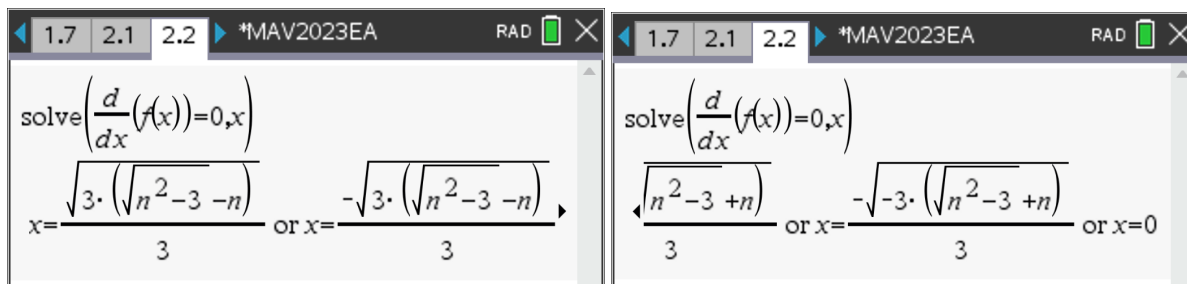 1.7 2.1 2.2 *MAV2023EA RAD
solve(d/dx(f(x))=0,x)
x=√(3·(√(n²-3) -n))/3 or x=-√(3·(√(n²-3) -n))/3
1.7 2.1 2.2 *MAV2023EA RAD
solve(d/dx(f(x))=0,x)
√(n²-3) +n)/3 or x=-√(-3·(√(n²-3) +n))/3 or x=0